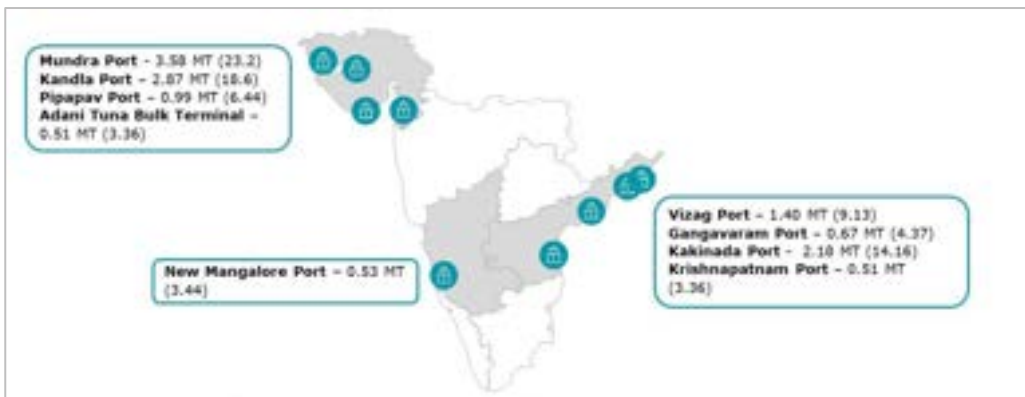 Mundra Port - 3.58 MT (23.2)
Kandla Port – 2.87 MT (18.6)
Pipapav Port – 0.99 MT (6.44)
Adani Tuna Bulk Terminal –
0.51 MT (3.36)
Vizag Port – 1.40 MT (9.13)
Gangavaram Port – 0.67 MT (4.37)
Kakinada Port - 2.18 MT (14.16)
Krishnapatnam Port – 0.51 MT
(3.36)
New Mangalore Port – 0.53 MT
(3.44)